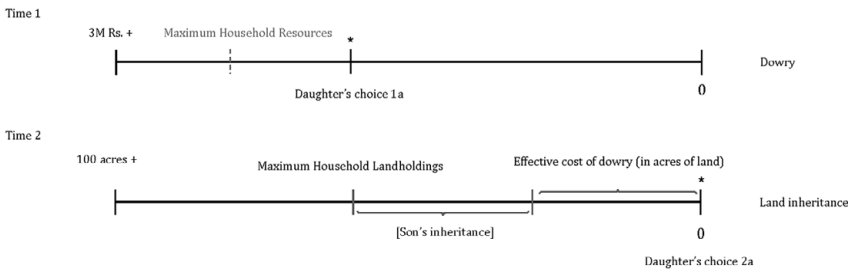 Time 1
3M Rs. +
Maximum Household Resources
*
Dowry
Daughter's choice 1a
0
Time 2
100 acres +
Maximum Household Landholdings
Effective cost of dowry (in acres of land)
*
Land inheritance
[Son's inheritance]
0
Daughter's choice 2a